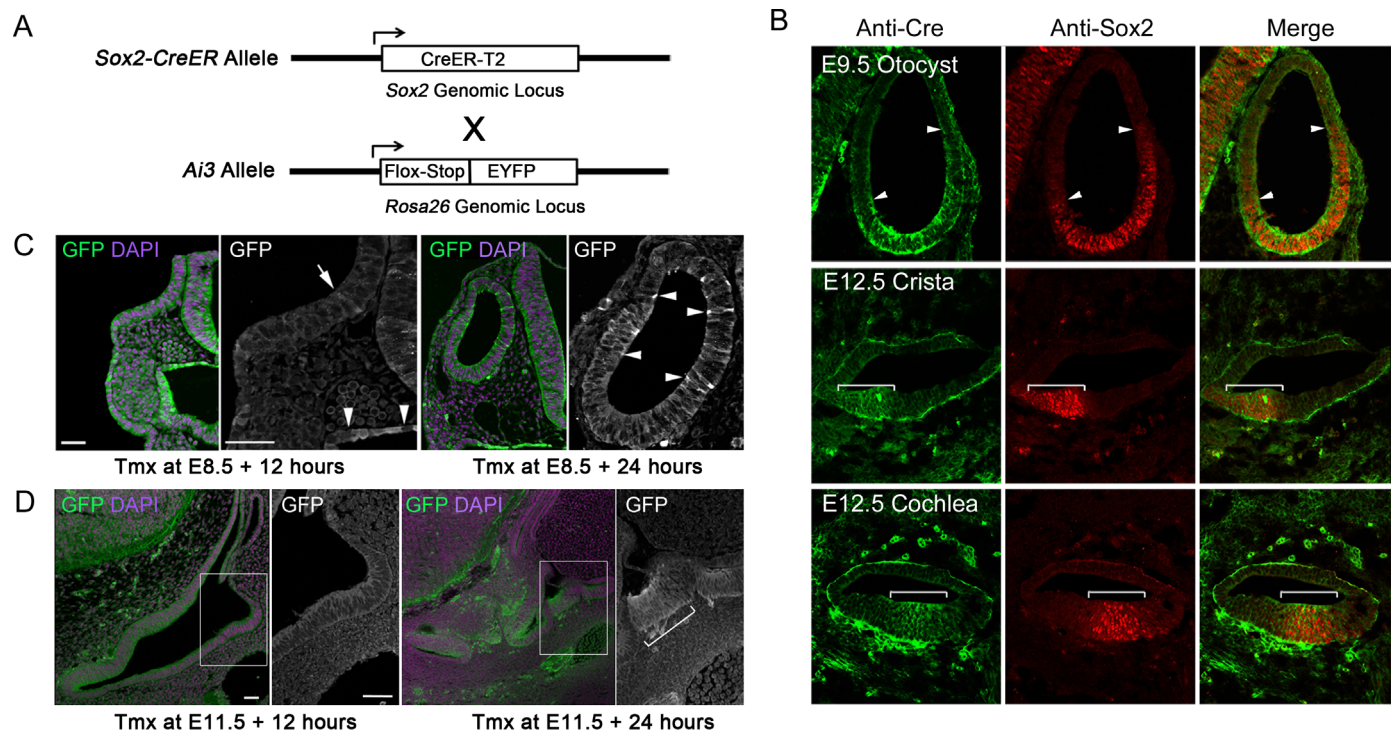 A
Sox2-CreER Allele
CreER-T2
Sox2 Genomic Locus
X
Ai3 Allele
Flox-Stop EYFP
Rosa26 Genomic Locus
B
Anti-Cre Anti-Sox2 Merge
E9.5 Otocyst
E12.5 Crista
E12.5 Cochlea
C
GFP DAPI GFP GFP DAPI GFP
Tmx at E8.5 + 12 hours Tmx at E8.5 + 24 hours
D
GFP DAPI GFP GFP DAPI GFP
Tmx at E11.5 + 12 hours Tmx at E11.5 + 24 hours